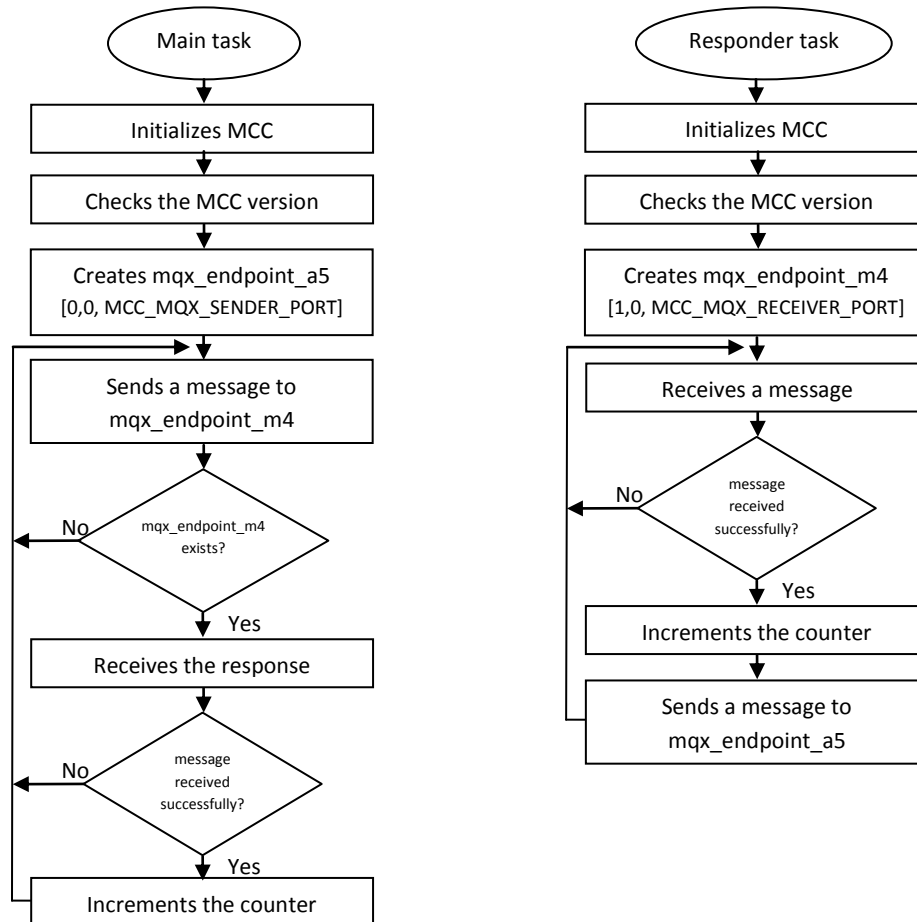 Main task
Initializes MCC
Checks the MCC version
Creates mqx_endpoint_a5
[0,0, MCC_MQX_SENDER_PORT]
Sends a message to
mqx_endpoint_m4
mqx_endpoint_m4
exists?
No
Yes
Receives the response
message
received
successfully?
No
Yes
Increments the counter
Responder task
Initializes MCC
Checks the MCC version
Creates mqx_endpoint_m4
[1,0, MCC_MQX_RECEIVER_PORT]
Receives a message
message
received
successfully?
No
Yes
Increments the counter
Sends a message to
mqx_endpoint_a5